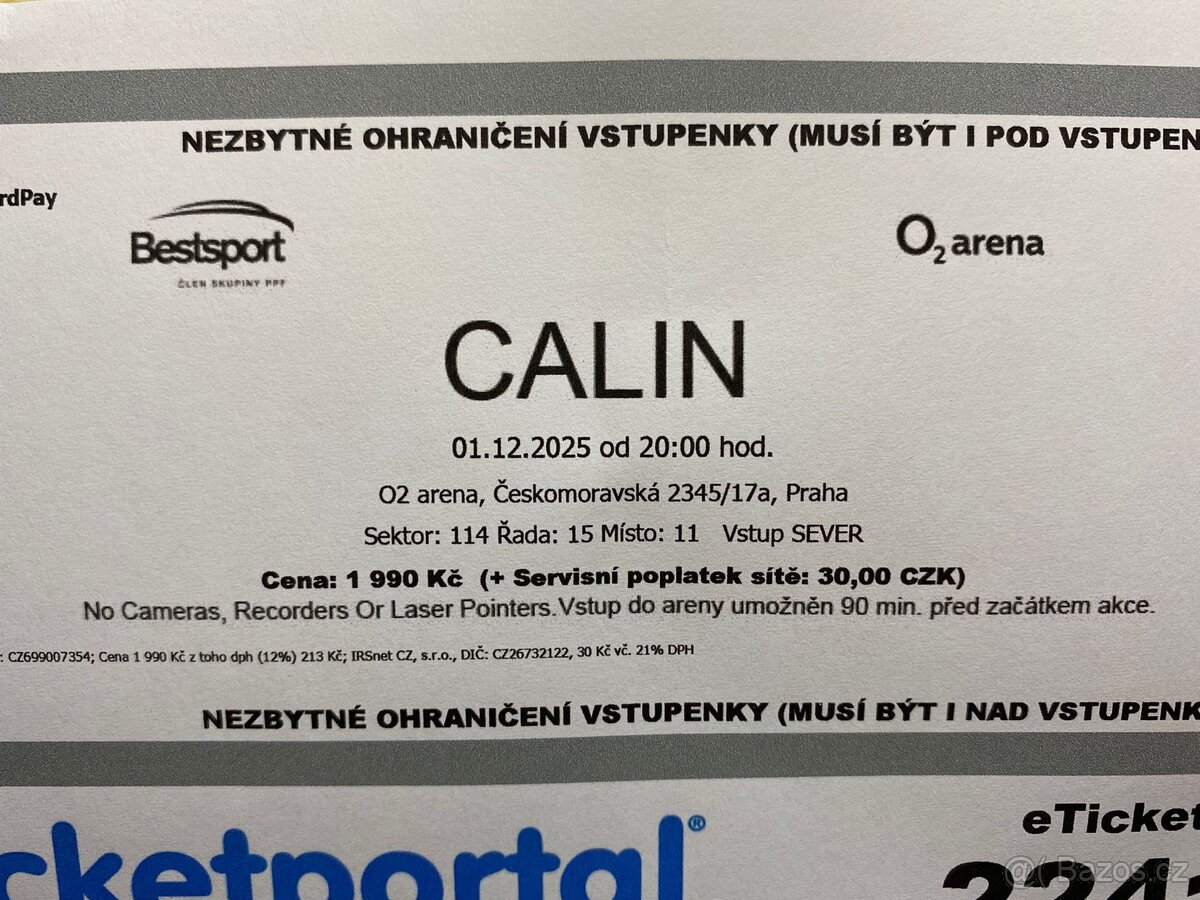 NEZBYTNÉ OHRANIČENÍ VSTUPENKY (MUSÍ BÝT I POD VSTUPEN
rdPay
Bestsport
ČLEN SKUPINY PPF
O2 arena
CALIN
01.12.2025 od 20:00 hod.
O2 arena, Českomoravská 2345/17a, Praha
Sektor: 114 Řada: 15 Místo: 11 Vstup SEVER
Cena: 1 990 Kč (+ Servisní poplatek sítě: 30,00 CZK)
No Cameras, Recorders Or Laser Pointers.Vstup do areny umožněn 90 min. před začátkem akce.
: CZ699007354; Cena 1 990 Kč z toho dph (12%) 213 Kč; IRSnet CZ, s.r.o., DIČ: CZ26732122, 30 Kč vč. 21% DPH
NEZBYTNÉ OHRANIČENÍ VSTUPENKY (MUSÍ BÝT I NAD VSTUPENK
cketportal®
eTicket
Bazos.cz